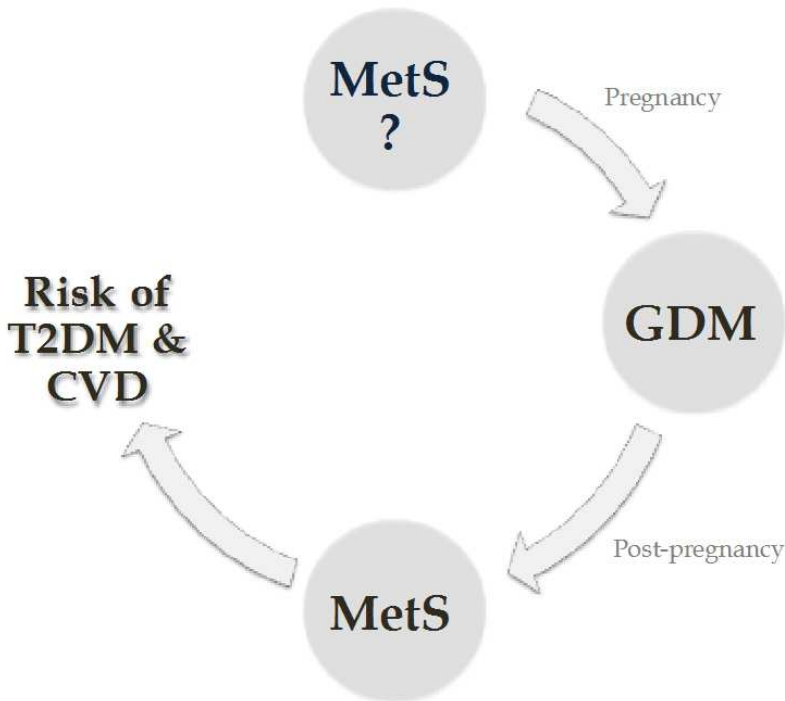 MetS
?
Pregnancy
GDM
Post-pregnancy
MetS
Risk of
T2DM &
CVD